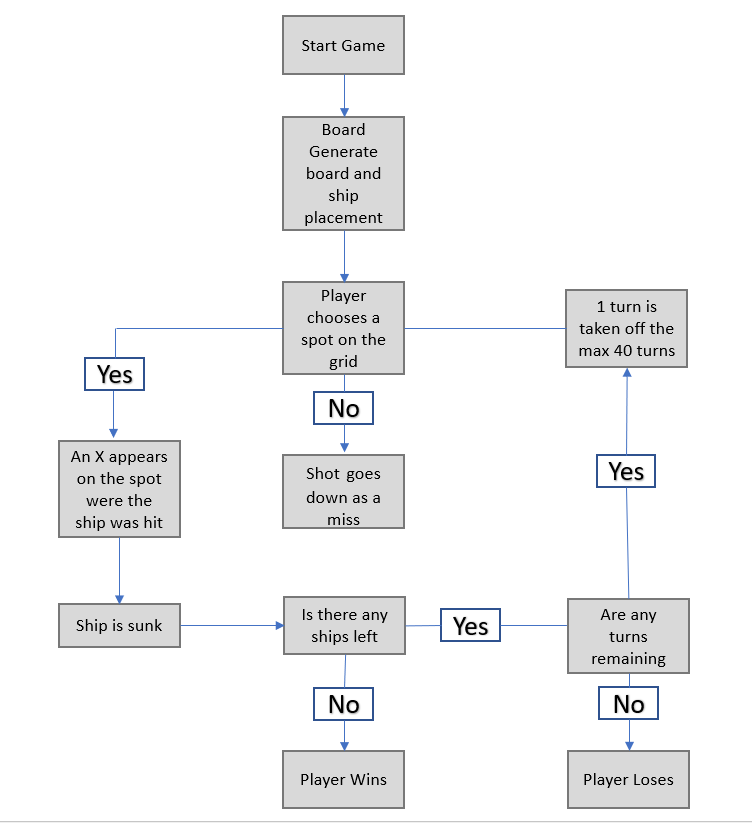 Start Game
Board
Generate
board and
ship
placement
Player
chooses a
spot on the
grid
1 turn is
taken off the
max 40 turns
Yes
No
An X appears
on the spot
were the
ship was hit
Shot goes
down as a
miss
Yes
Ship is sunk
Is there any
ships left
Yes
Are any
turns
remaining
No
No
Player Wins
Player Loses